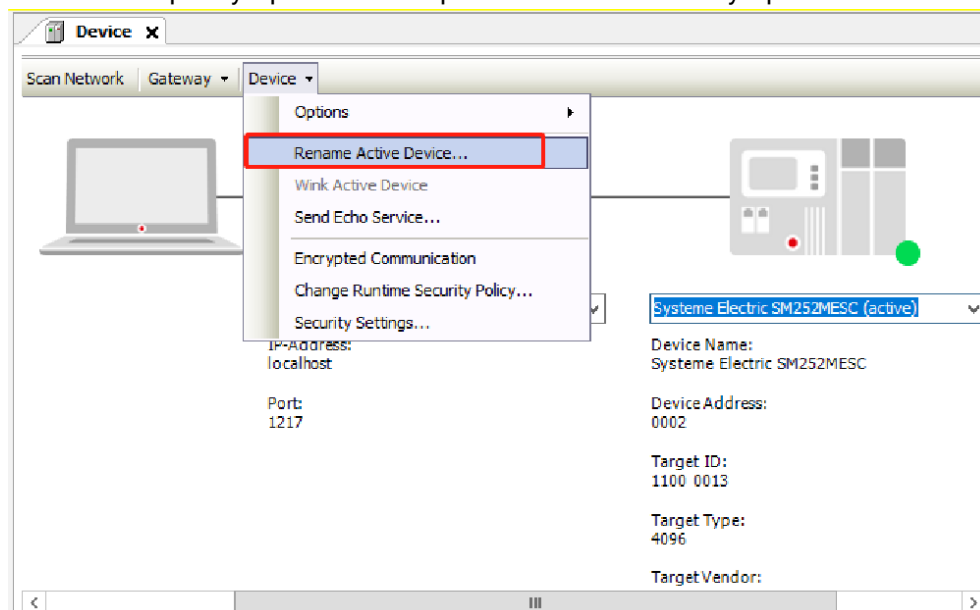 Device
Scan Network Gateway Device
Options
Rename Active Device...
Wink Active Device
Send Echo Service...
Encrypted Communication
Change Runtime Security Policy...
Security Settings...
Systeme Electric SM252MESC (active)
IP-Address:
localhost
Port:
1217
Device Name:
Systeme Electric SM252MESC
Device Address:
0002
Target ID:
1100 0013
Target Type:
4096
Target Vendor: